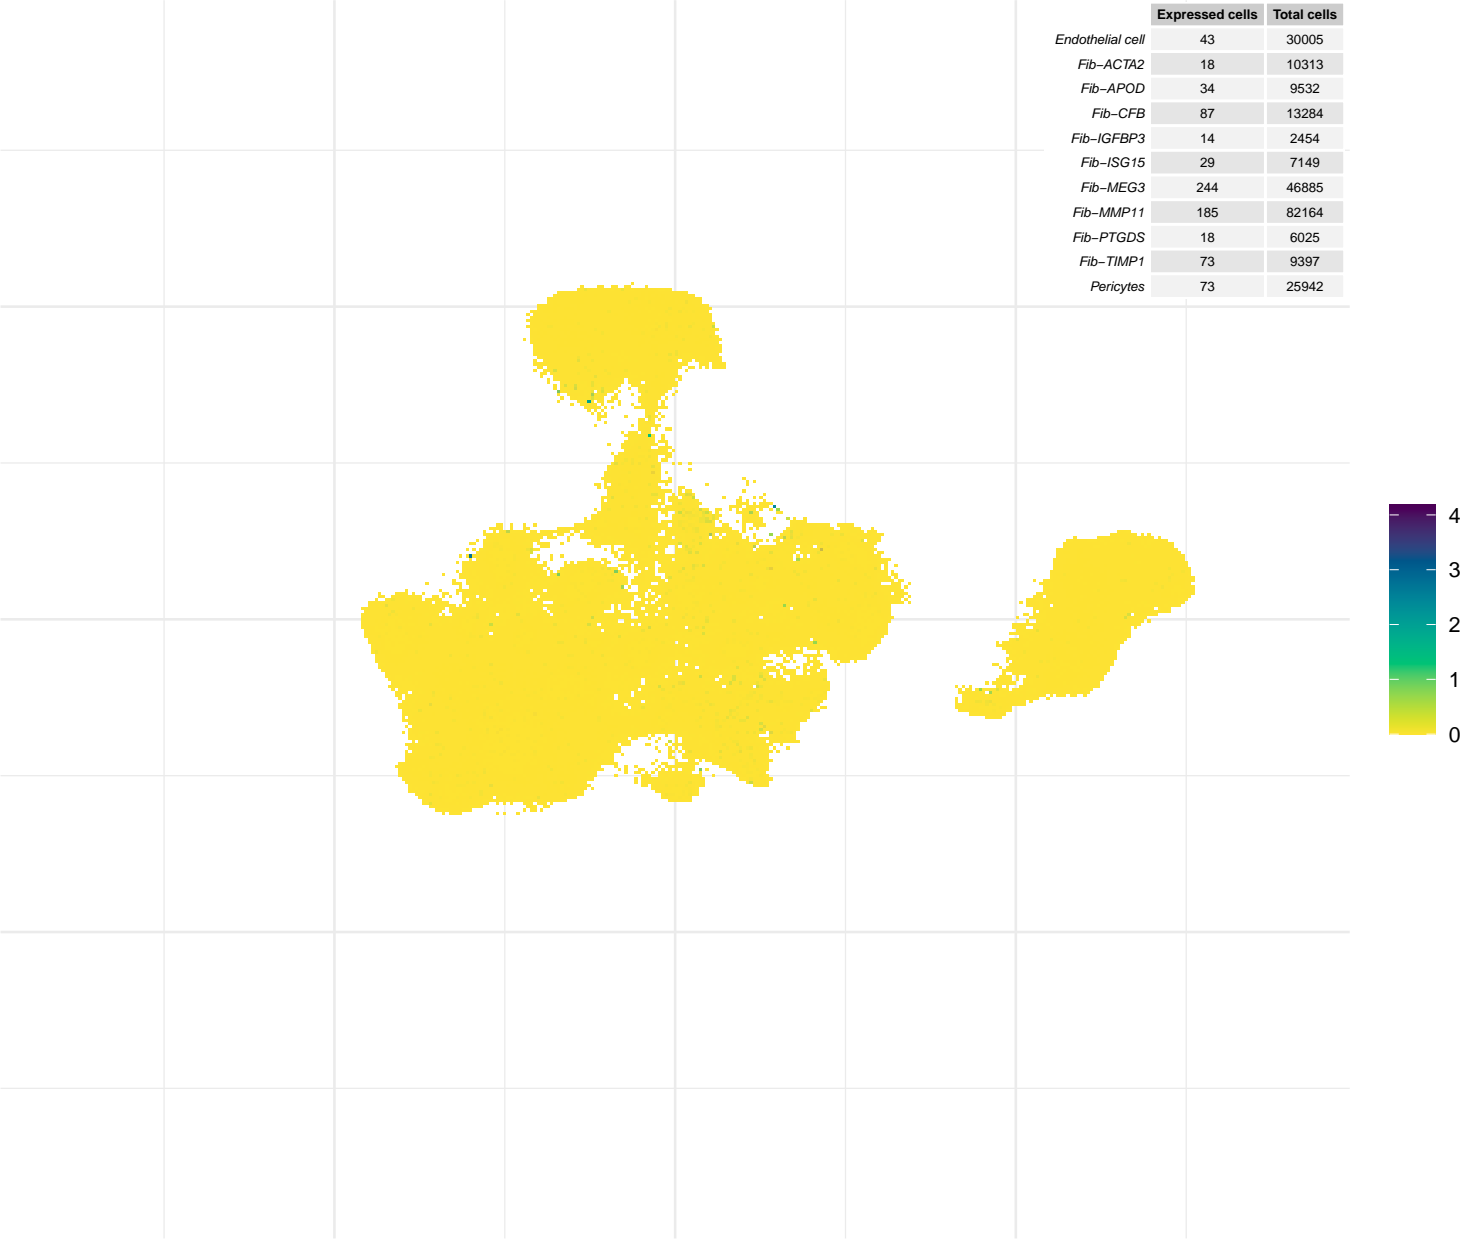 Expressed cells Total cells
Endothelial cell 43 30005
Fib−ACTA2 18 10313
Fib−APOD 34 9532
Fib−CFB 87 13284
Fib−IGFBP3 14 2454
Fib−ISG15 29 7149
Fib−MEG3 244 46885
Fib−MMP11 185 82164
Fib−PTGDS 18 6025
Fib−TIMP1 73 9397
Pericytes 73 25942
4
3
2
1
0